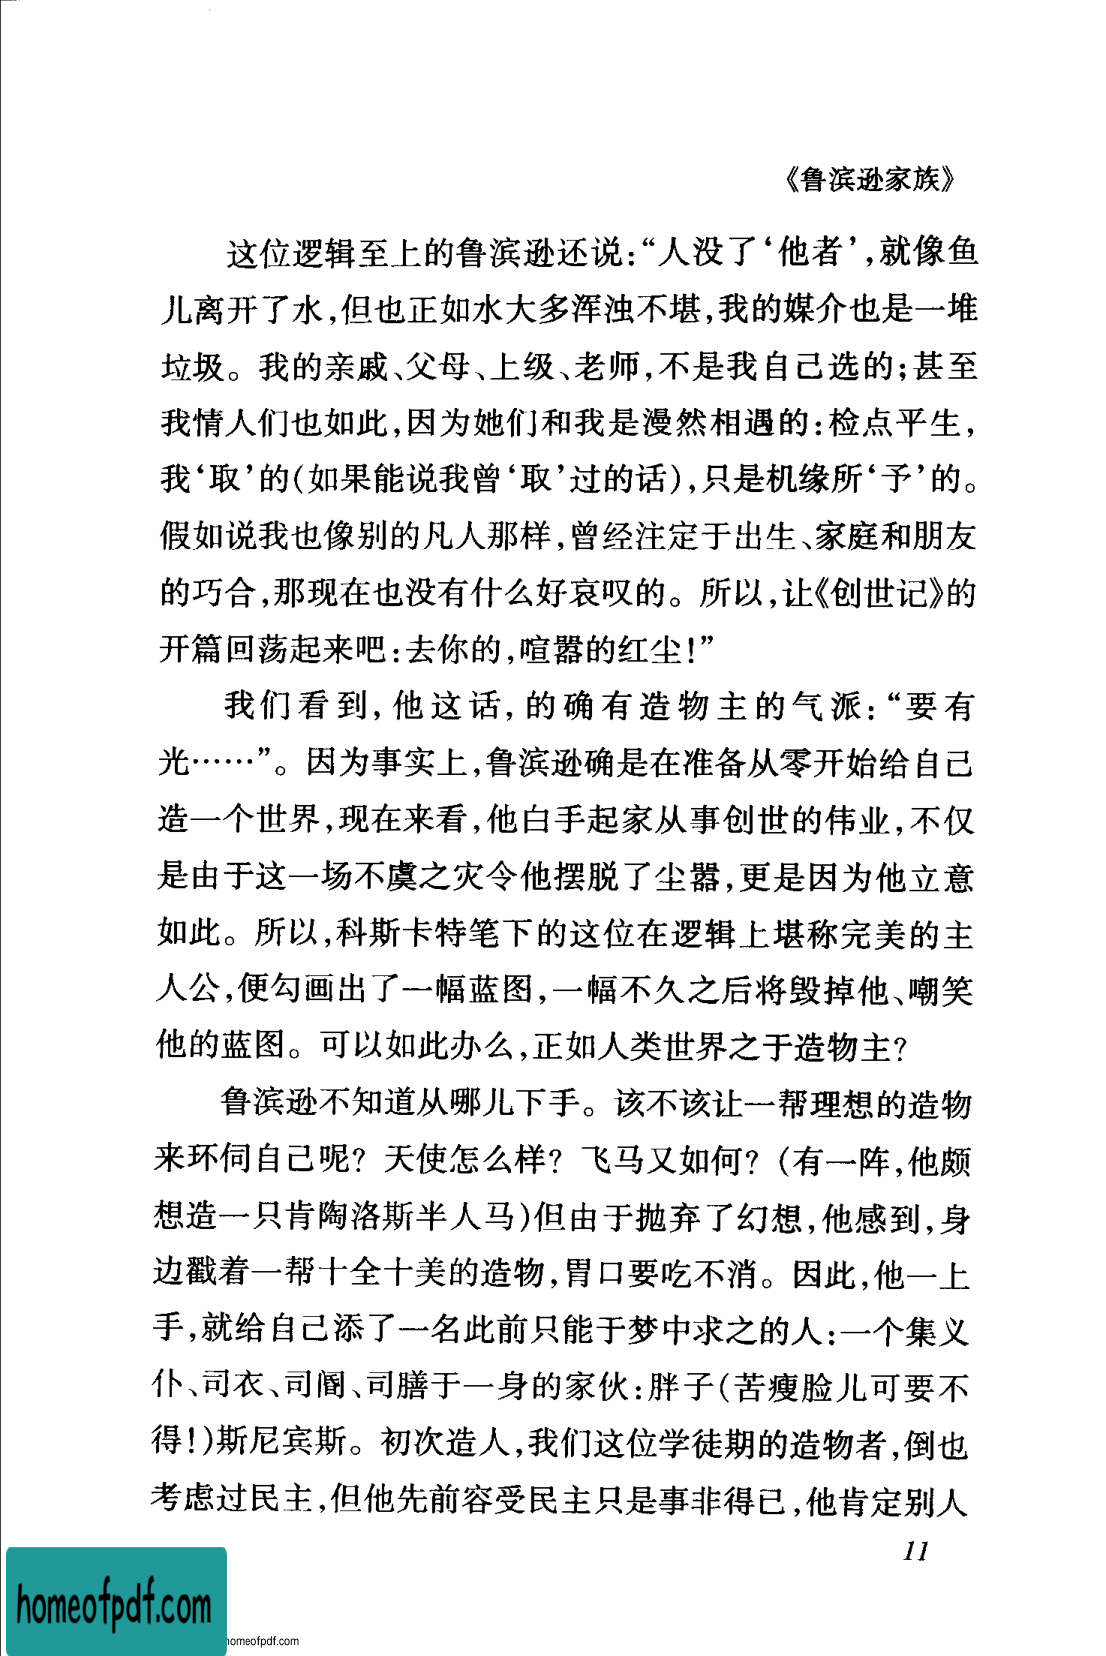 《鲁滨逊家族》
这位逻辑至上的鲁滨逊还说:“人没了‘他者’,就像鱼
儿离开了水,但也正如水大多浑浊不堪,我的媒介也是一堆
垃圾。我的亲戚、父母、上级、老师,不是我自己选的;甚至
我情人们也如此,因为她们和我是漫然相遇的:检点平生,
我‘取’的(如果能说我曾‘取’过的话),只是机缘所‘予’的。
假如说我也像别的凡人那样,曾经注定于出生、家庭和朋友
的巧合,那现在也没有什么好哀叹的。所以,让《创世记》的
开篇回荡起来吧:去你的,喧嚣的红尘!”
我们看到,他这话,的确有造物主的气派:“要有
光……”。因为事实上,鲁滨逊确是在准备从零开始给自己
造一个世界,现在来看,他白手起家从事创世的伟业,不仅
是由于这一场不虞之灾令他摆脱了尘嚣,更是因为他立意
如此。所以,科斯卡特笔下的这位在逻辑上堪称完美的主
人公,便勾画出了一幅蓝图,一幅不久之后将毁掉他、嘲笑
他的蓝图。可以如此办么,正如人类世界之于造物主?
鲁滨逊不知道从哪儿下手。该不该让一帮理想的造物
来环伺自己呢?天使怎么样?飞马又如何?(有一阵,他颇
想造一只肯陶洛斯半人马)但由于抛弃了幻想,他感到,身
边戳着一帮十全十美的造物,胃口要吃不消。因此,他一上
手,就给自己添了一名此前只能于梦中求之的人:一个集义
仆、司衣、司阍、司膳于一身的家伙:胖子(苦瘦脸儿可要不
得!)斯尼宾斯。初次造人,我们这位学徒期的造物者,倒也
考虑过民主,但他先前容受民主只是事非得已,他肯定别人
11
homeofpdf.com
homeofpdf.com